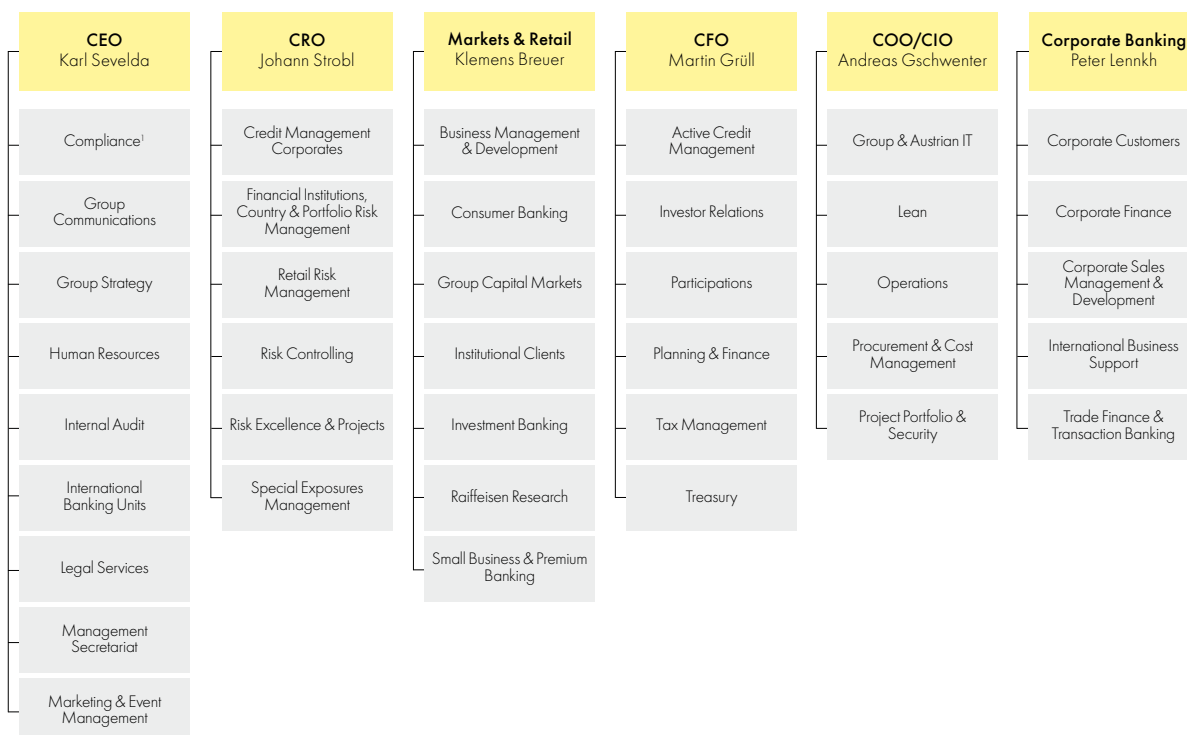 CEO
Karl Sevelda
Compliance¹
Group
Communications
Group Strategy
Human Resources
Internal Audit
International
Banking Units
Legal Services
Management
Secretariat
Marketing & Event
Management
CRO
Johann Strobl
Credit Management
Corporates
Financial Institutions,
Country & Portfolio Risk
Management
Retail Risk
Management
Risk Controlling
Risk Excellence & Projects
Special Exposures
Management
Markets & Retail
Klemens Breuer
Business Management
& Development
Consumer Banking
Group Capital Markets
Institutional Clients
Investment Banking
Raiffeisen Research
Small Business & Premium
Banking
CFO
Martin Grüll
Active Credit
Management
Investor Relations
Participations
Planning & Finance
Tax Management
Treasury
COO/CIO
Andreas Gschwenter
Group & Austrian IT
Lean
Operations
Procurement & Cost
Management
Project Portfolio &
Security
Corporate Banking
Peter Lennkh
Corporate Customers
Corporate Finance
Corporate Sales
Management &
Development
International Business
Support
Trade Finance &
Transaction Banking